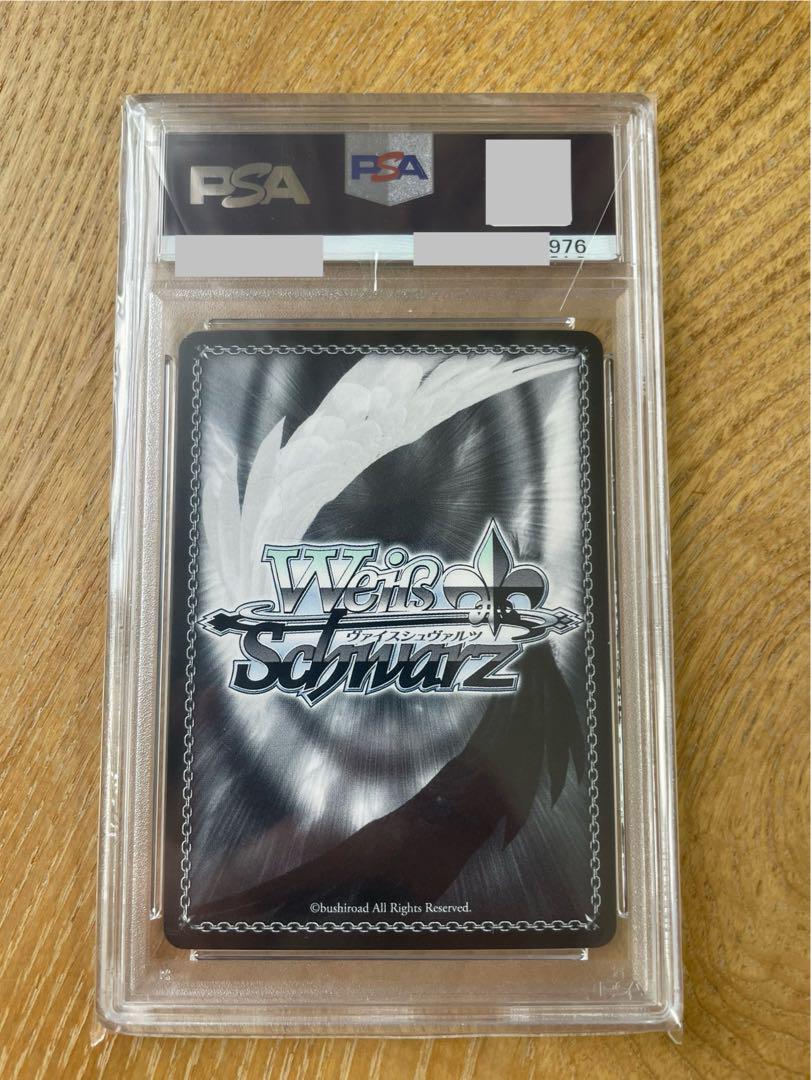 PSA
PSA
976
Weiß
ヴァイスシュヴァルツ
Schwarz
©bushiroad All Rights Reserved.